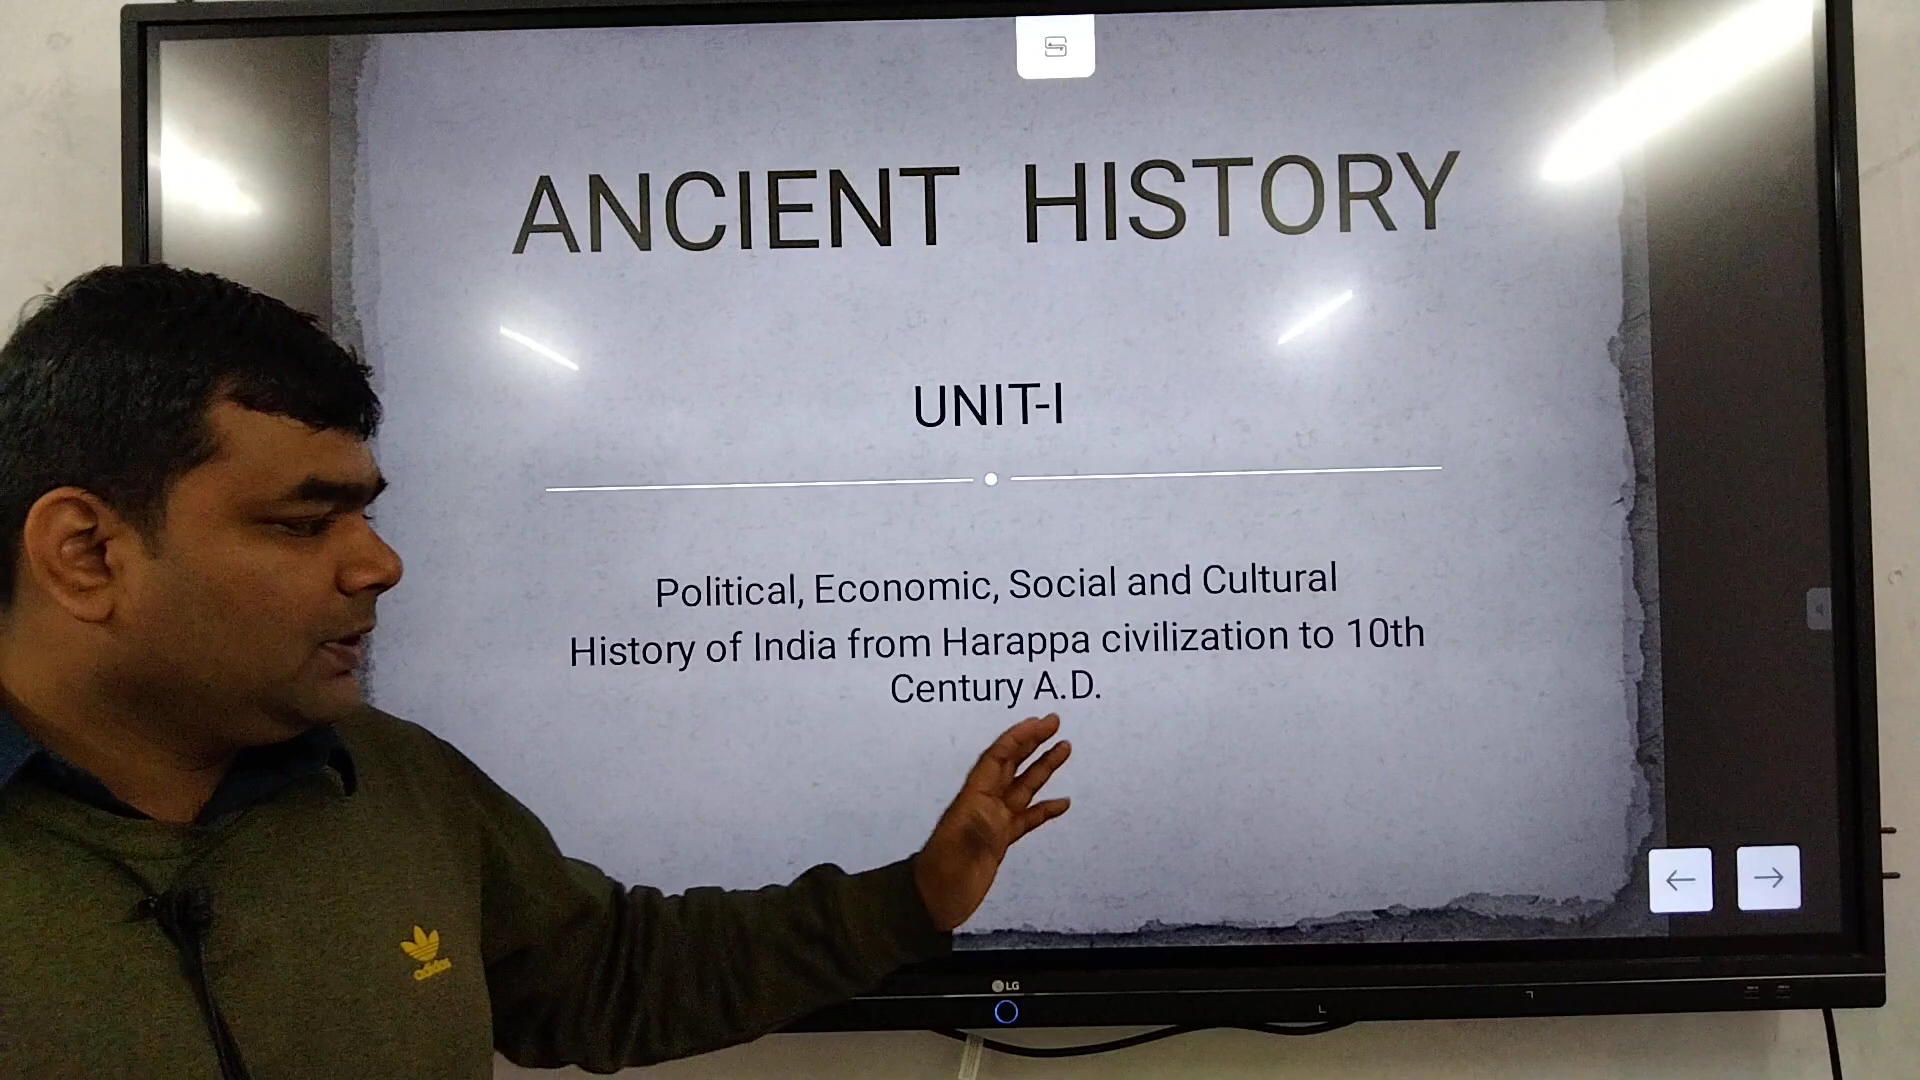 ANCIENT HISTORY
UNIT-I
Political, Economic, Social and Cultural
History of India from Harappa civilization to 10th
Century A.D.
adidas
LG